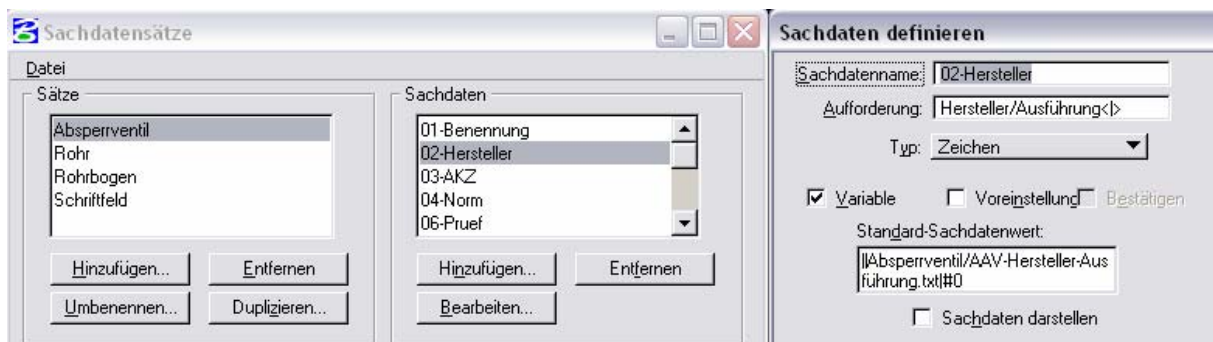 Sachdatensätze
Datei
Sätze
Absperrventil
Rohr
Rohrbogen
Schriftfeld
Hinzufügen... Entfernen
Umbenennen... Duplizieren...
Sachdaten
01-Benennung
02-Hersteller
03-AKZ
04-Norm
06-Pruef
Hinzufügen... Entfernen
Bearbeiten...
Sachdaten definieren
Sachdatenname: 02-Hersteller
Aufforderung: Hersteller/Ausführung<|>
Typ: Zeichen
Variable Voreinstellung Bestätigen
Standard-Sachdatenwert:
||Absperrventil/AAV-Hersteller-Aus
führung.txt|#0
Sachdaten darstellen